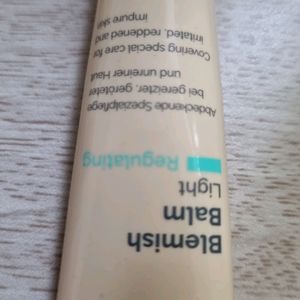 Blemish
Balm
Light
Regulating
Abdeckende Spezialpflege
bei gereizter, geröteter
und unreiner Haut
Covering special care for
irritated, reddened and
impure skin